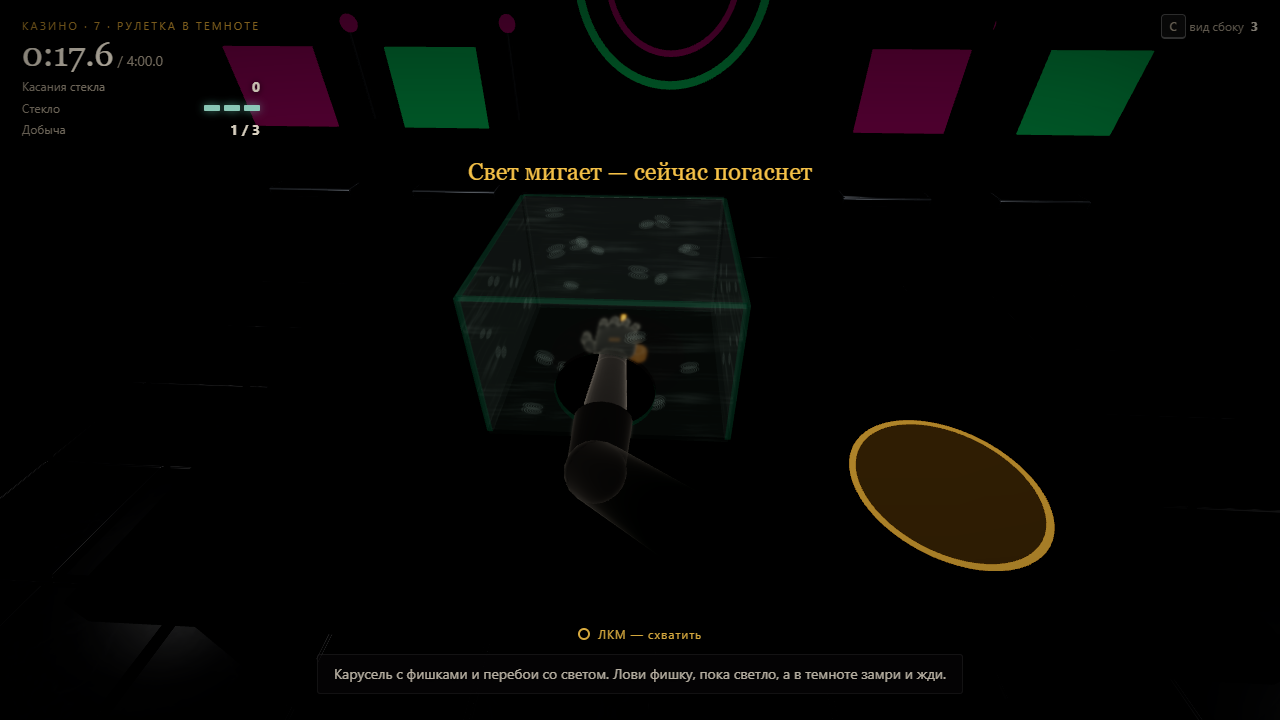 КАЗИНО · 7 · РУЛЕТКА В ТЕМНОТЕ
0:17.6 / 4:00.0
Касания стекла 0
Стекло
Добыча 1 / 3
C вид сбоку 3
Свет мигает — сейчас погаснет
ЛКМ — схватить
Карусель с фишками и перебои со светом. Лови фишку, пока светло, а в темноте замри и жди.